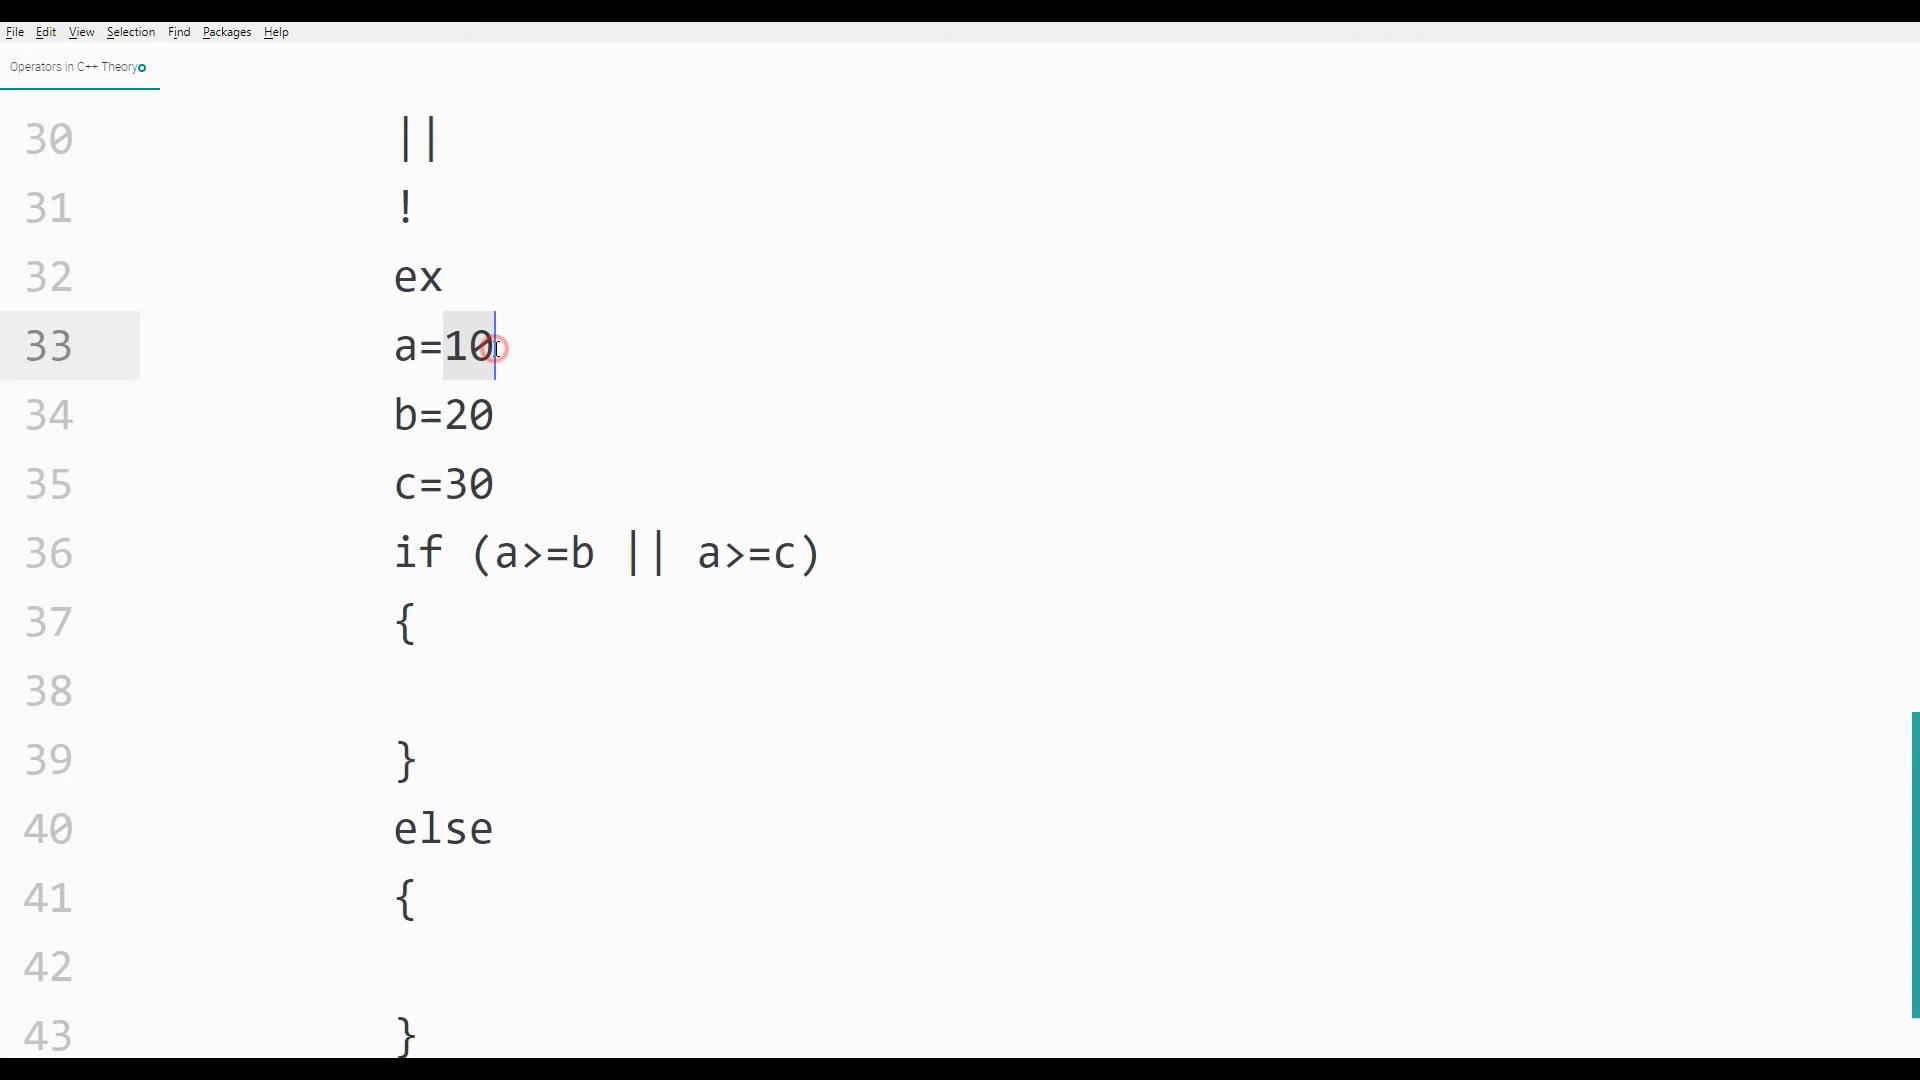 File Edit View Selection Find Packages Help
Operators in C++ Theory
30 ||
31 !
32 ex
33 a=10
34 b=20
35 c=30
36 if (a>=b || a>=c)
37 {
38
39 }
40 else
41 {
42
43 }